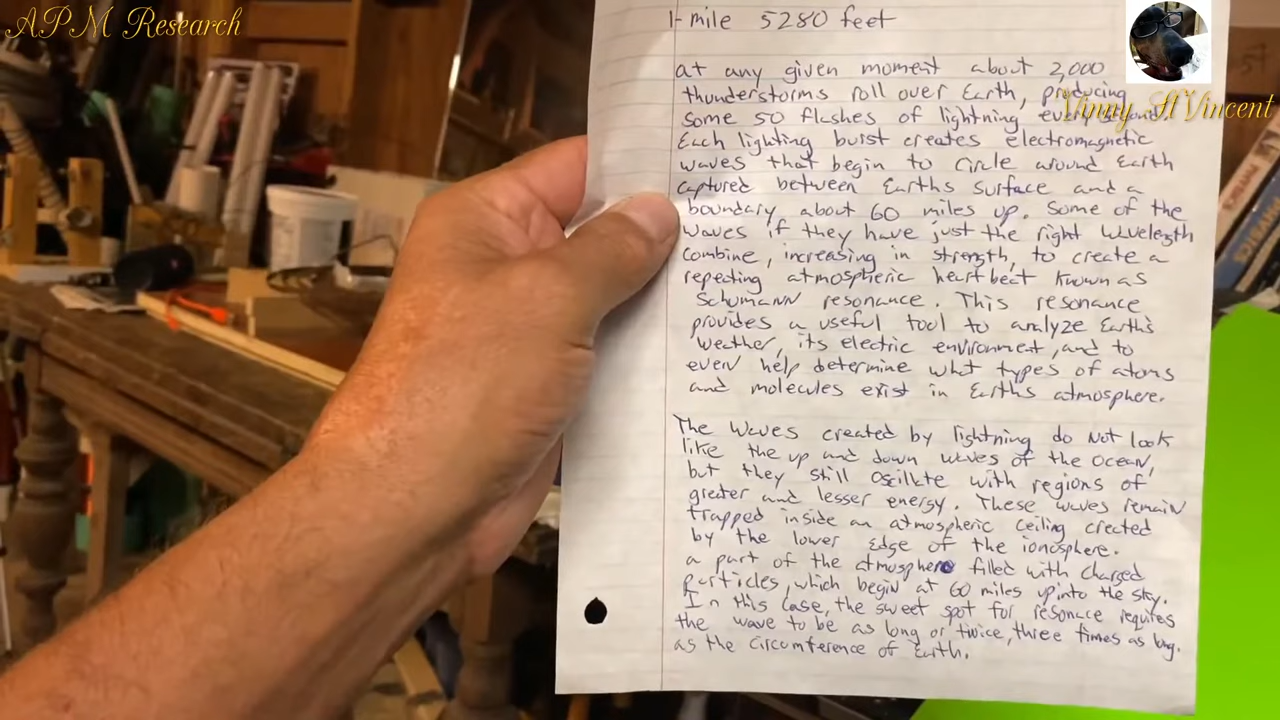 APM Research
1- mile 5280 feet
at any given moment about 2,000
thunderstorms roll over Earth, producing
Vinny St Vincent
some 50 flashes of lightning every second.
Each lighting burst creates electromagnetic
waves that begin to circle around Earth
captured between Earths surface and a
boundary about 60 miles up. Some of the
waves if they have just the right wavelength
combine, increasing in strength, to create a
repeating atmospheric heartbeat known as
Schumann resonance. This resonance
provides a useful tool to analyze Earth's
weather, its electric environment, and to
even help determine what types of atoms
and molecules exist in Earth's atmosphere.
The waves created by lightning do not look
like the up and down waves of the ocean,
but they still oscillate with regions of
greater and lesser energy. These waves remain
trapped inside an atmospheric ceiling created
by the lower edge of the ionosphere.
a part of the atmosphere filled with charged
particles, which begin at 60 miles up into the sky.
In this case, the sweet spot for resonace requires
the wave to be as long or twice, three times as long.
as the circumference of Earth.
PHYSICS